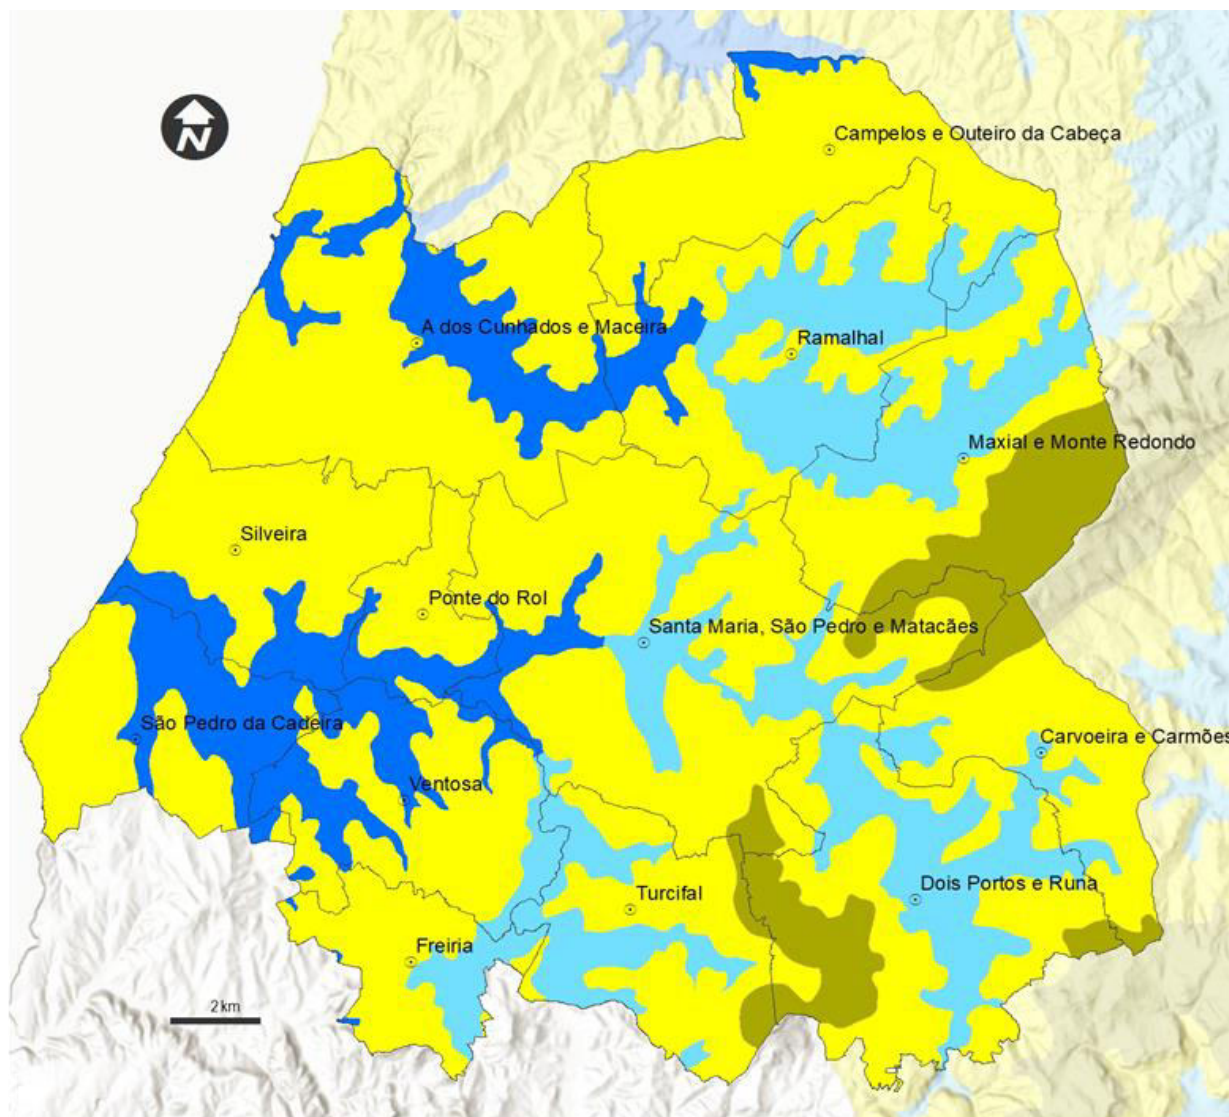 N
Campelos e Outeiro da Cabeça
A dos Cunhados e Maceira
Ramalhal
Maxial e Monte Redondo
Silveira
Ponte do Rol
Santa Maria, São Pedro e Matacães
São Pedro da Cadeira
Carvoeira e Carmões
Ventosa
Dois Portos e Runa
Turcifal
Freiria
2 km